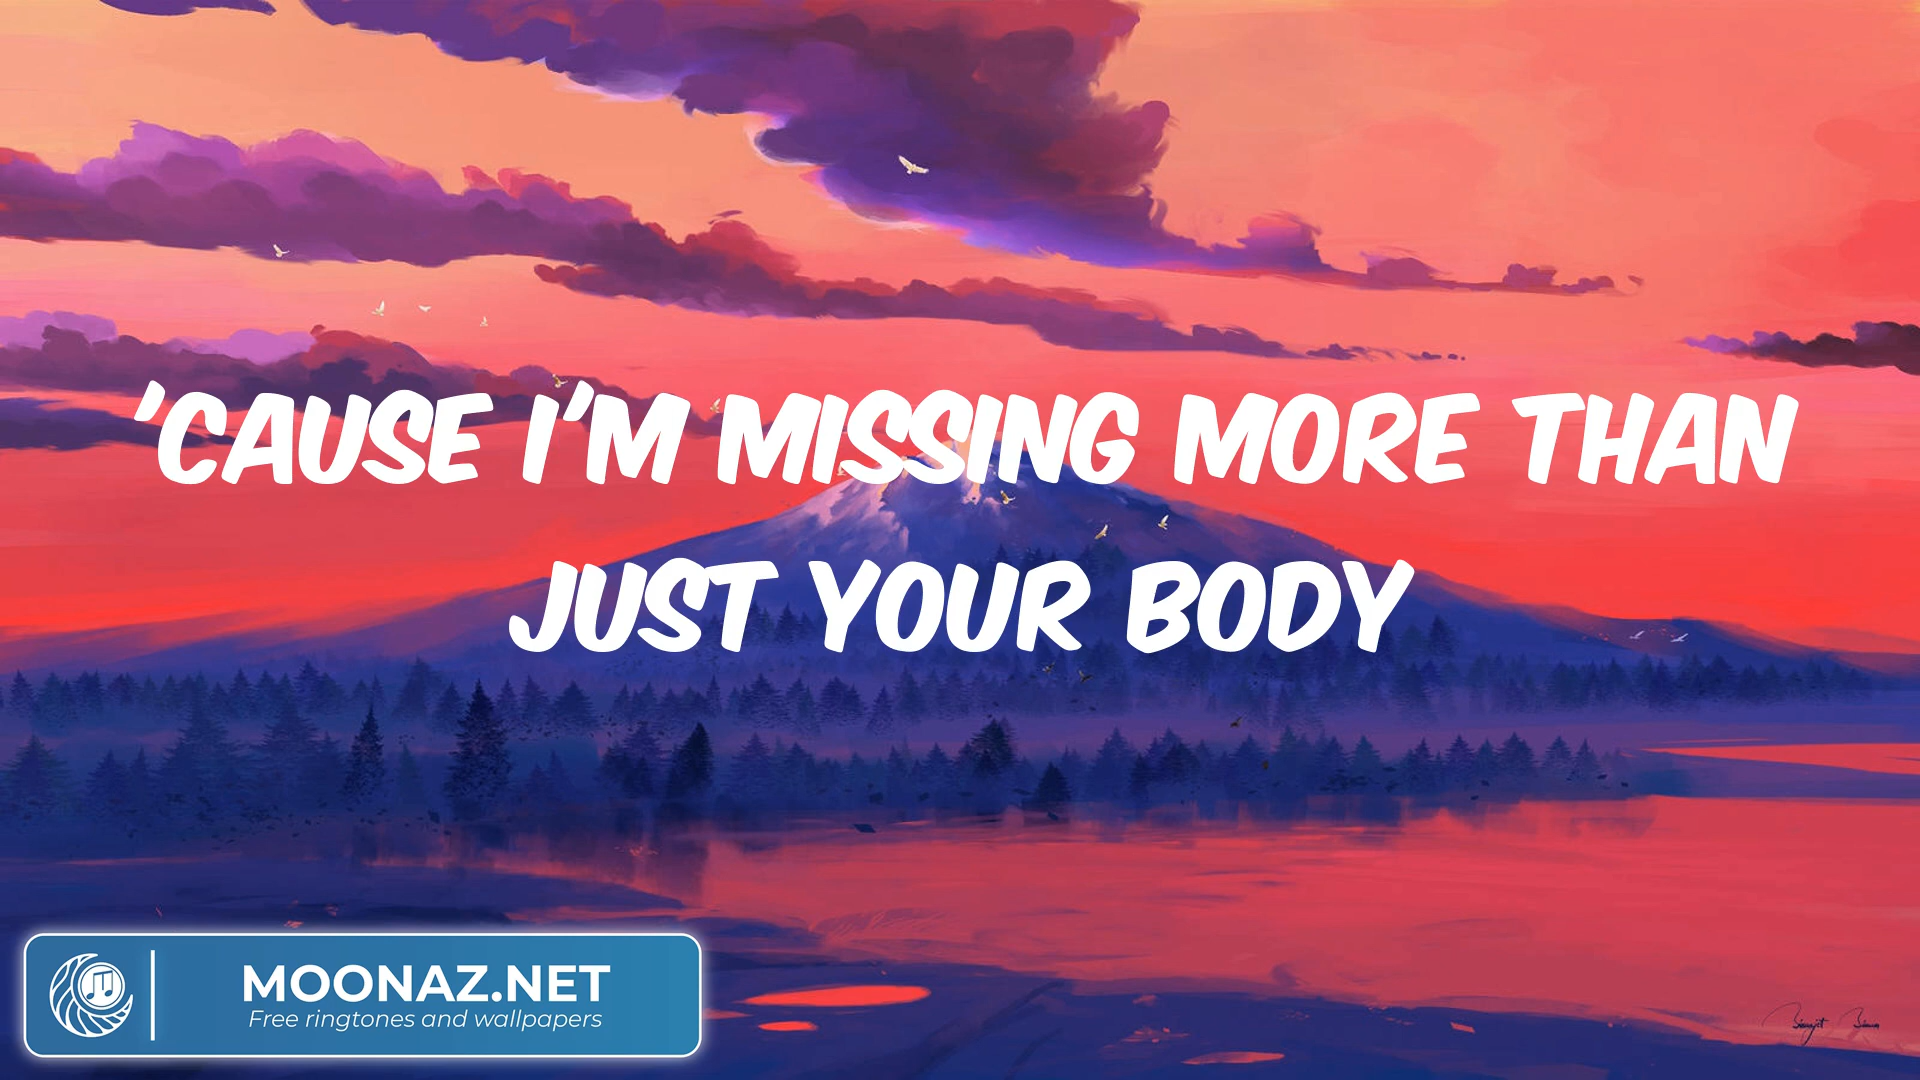 'CAUSE I'M MISSING MORE THAN
JUST YOUR BODY
MOONAZ.NET
Free ringtones and wallpapers